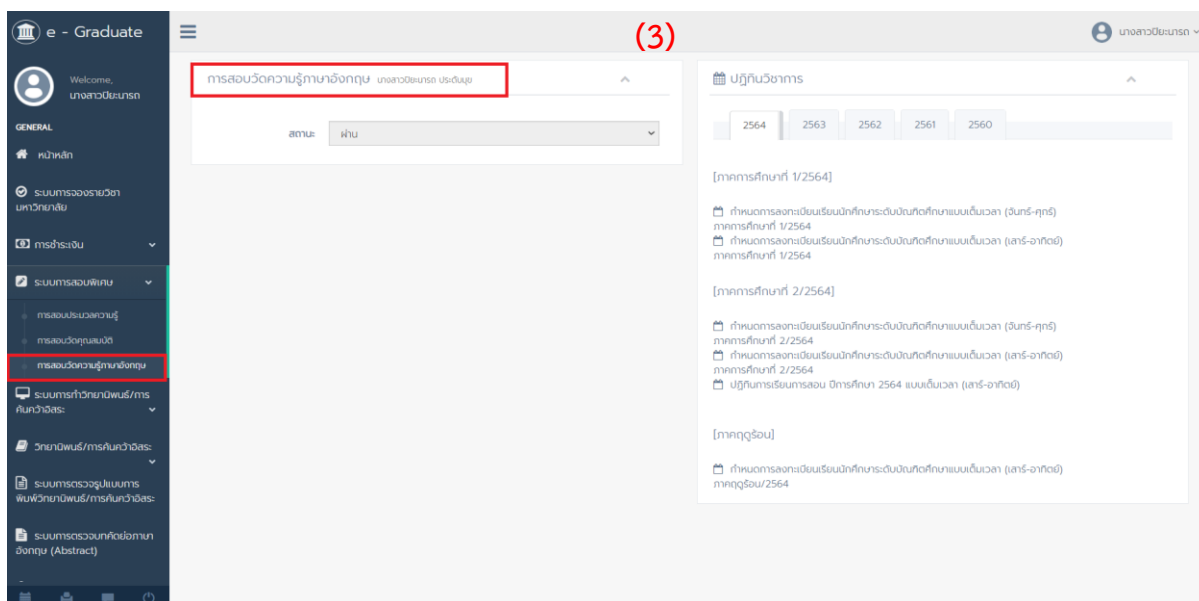 e - Graduate
(3)
นางสาวปิยะนารถ
Welcome,
นางสาวปิยะนารถ
GENERAL
หน้าหลัก
ระบบการจองรายวิชา
มหาวิทยาลัย
การชำระเงิน
ระบบการสอบพิเศษ
การสอบประมวลความรู้
การสอบวัดคุณสมบัติ
การสอบวัดความรู้ภาษาอังกฤษ
ระบบการทำวิทยานิพนธ์/การ
ค้นคว้าอิสระ
วิทยานิพนธ์/การค้นคว้าอิสระ
ระบบการตรวจรูปแบบการ
พิมพ์วิทยานิพนธ์/การค้นคว้าอิสระ
ระบบการตรวจบทคัดย่อภาษา
อังกฤษ (Abstract)
การสอบวัดความรู้ภาษาอังกฤษ นางสาวปิยะนารถ
สถานะ ผ่าน
ปฏิทินวิชาการ
2564 2563 2562 2561 2560
[ภาคการศึกษาที่ 1/2564]
กำหนดการลงทะเบียนเรียนนักศึกษาระดับบัณฑิตศึกษาแบบเต็มเวลา (จันทร์-ศุกร์)
ภาคการศึกษาที่ 1/2564
กำหนดการลงทะเบียนเรียนนักศึกษาระดับบัณฑิตศึกษาแบบเต็มเวลา (เสาร์-อาทิตย์)
ภาคการศึกษาที่ 1/2564
[ภาคการศึกษาที่ 2/2564]
กำหนดการลงทะเบียนเรียนนักศึกษาระดับบัณฑิตศึกษาแบบเต็มเวลา (จันทร์-ศุกร์)
ภาคการศึกษาที่ 2/2564
กำหนดการลงทะเบียนเรียนนักศึกษาระดับบัณฑิตศึกษาแบบเต็มเวลา (เสาร์-อาทิตย์)
ภาคการศึกษาที่ 2/2564
ปฏิทินการเรียนการสอน ปีการศึกษา 2564 แบบเต็มเวลา (เสาร์-อาทิตย์)
[ภาคฤดูร้อน]
กำหนดการลงทะเบียนเรียนนักศึกษาระดับบัณฑิตศึกษาแบบเต็มเวลา (เสาร์-อาทิตย์)
ภาคฤดูร้อน/2564